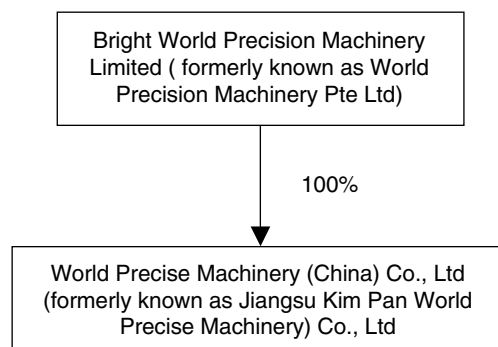 Bright World Precision Machinery
Limited ( formerly known as World
Precision Machinery Pte Ltd)
100%
World Precise Machinery (China) Co., Ltd
(formerly known as Jiangsu Kim Pan World
Precise Machinery) Co., Ltd